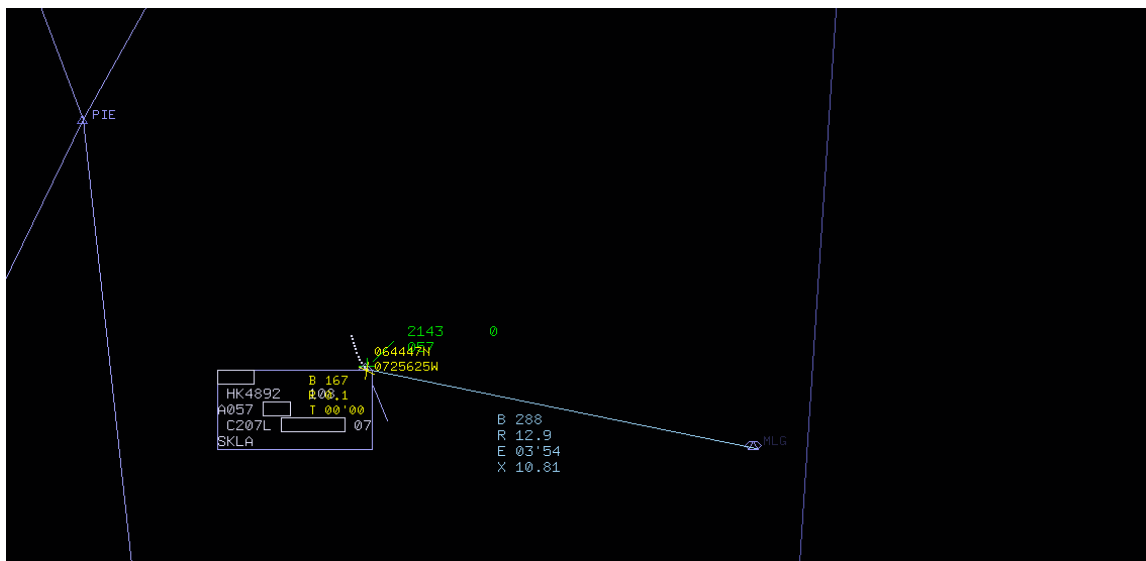 PIE
2143 0
057
064447N
0725625W
B 167
HK4892 108
R 0.1
A057 T 00'00
C207L 07
SKLA
B 288
R 12.9
E 03'54
X 10.81
MLG